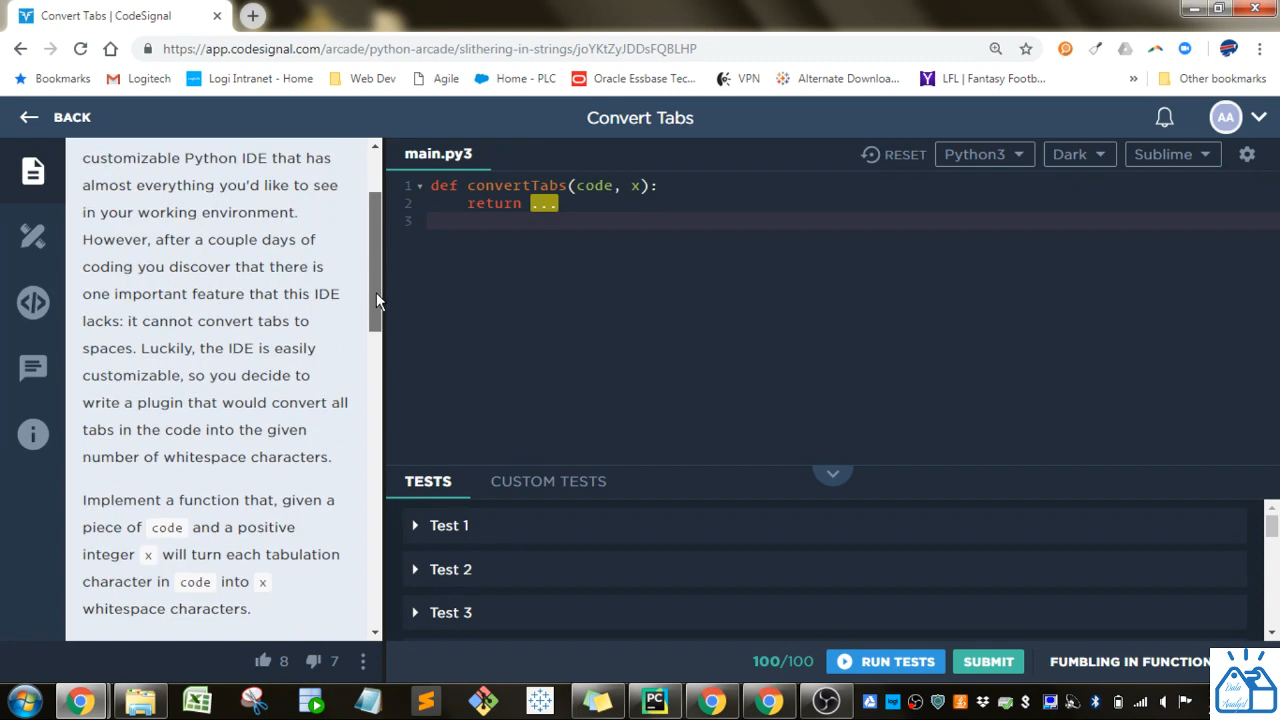 Convert Tabs | CodeSignal
https://app.codesignal.com/arcade/python-arcade/slithering-in-strings/joYKtZyJDDsFQBLHP
Bookmarks
Logitech
Logi Intranet - Home
Web Dev
Agile
Home - PLC
Oracle Essbase Tec...
VPN
Alternate Downloa...
LFL | Fantasy Footb...
»
Other bookmarks
BACK
Convert Tabs
AA
customizable Python IDE that has
almost everything you'd like to see
in your working environment.
However, after a couple days of
coding you discover that there is
one important feature that this IDE
lacks: it cannot convert tabs to
spaces. Luckily, the IDE is easily
customizable, so you decide to
write a plugin that would convert all
tabs in the code into the given
number of whitespace characters.
Implement a function that, given a
piece of code and a positive
integer x will turn each tabulation
character in code into x
whitespace characters.
8
7
main.py3
RESET
Python3
Dark
Sublime
1 def convertTabs(code, x):
2 return ...
3
TESTS
CUSTOM TESTS
Test 1
Test 2
Test 3
100/100
RUN TESTS
SUBMIT
FUMBLING IN FUNCTION
Data
Analyst